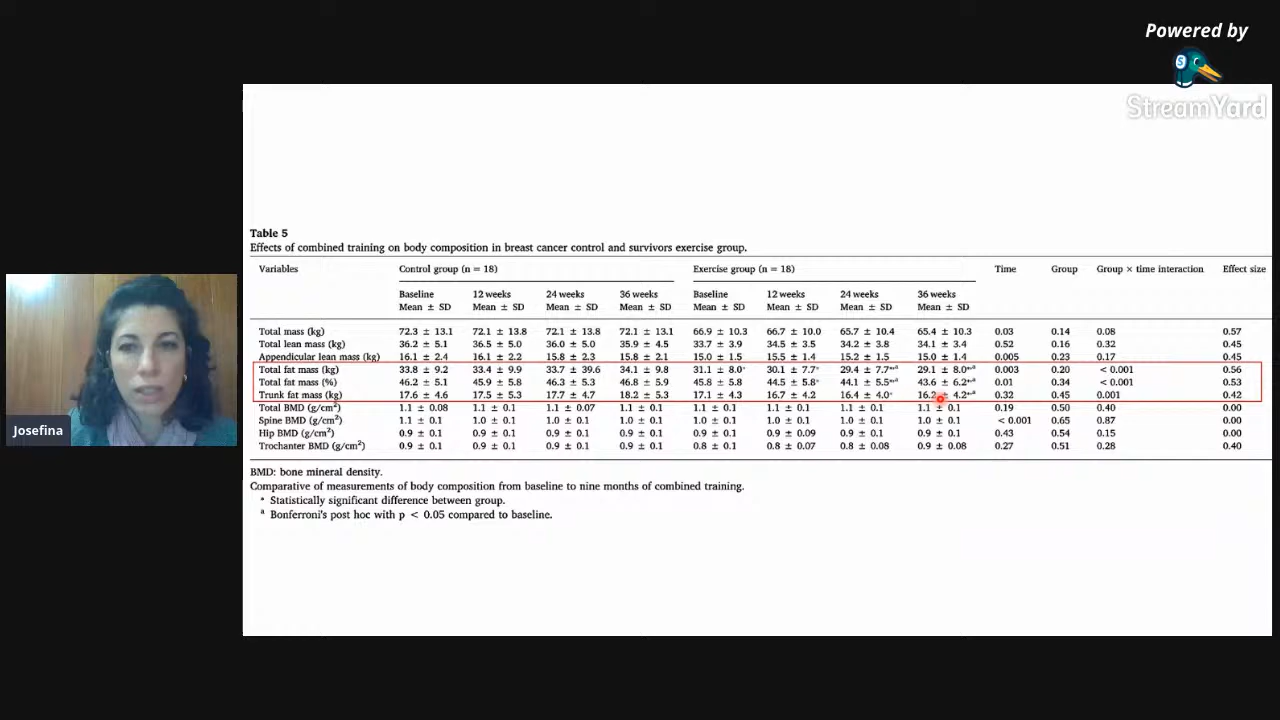 Powered by
StreamYard
Table 5
Effects of combined training on body composition in breast cancer control and survivors exercise group.
Variables Control group (n = 18) Exercise group (n = 18) Time Group Group × time interaction Effect size
Baseline 12 weeks 24 weeks 36 weeks Baseline 12 weeks 24 weeks 36 weeks
Mean ± SD Mean ± SD Mean ± SD Mean ± SD Mean ± SD Mean ± SD Mean ± SD Mean ± SD
Total mass (kg) 72.3 ± 13.1 72.1 ± 13.8 72.1 ± 13.8 72.1 ± 13.1 66.9 ± 10.3 66.7 ± 10.0 65.7 ± 10.4 65.4 ± 10.3 0.03 0.14 0.08 0.57
Total lean mass (kg) 36.2 ± 5.1 36.5 ± 5.0 36.0 ± 5.0 35.9 ± 4.5 33.7 ± 3.9 34.5 ± 3.5 34.2 ± 3.8 34.1 ± 3.4 0.52 0.16 0.32 0.45
Appendicular lean mass (kg) 16.1 ± 2.4 16.1 ± 2.2 15.8 ± 2.3 15.8 ± 2.1 15.0 ± 1.5 15.5 ± 1.4 15.2 ± 1.5 15.0 ± 1.4 0.005 0.23 0.17 0.45
Total fat mass (kg) 33.8 ± 9.2 33.4 ± 9.9 33.7 ± 39.6 34.1 ± 9.8 31.1 ± 8.0 30.1 ± 7.7 29.4 ± 7.7 29.1 ± 8.0 0.003 0.20 < 0.001 0.56
Total fat mass (%) 46.2 ± 5.1 45.9 ± 5.8 46.3 ± 5.3 46.8 ± 5.9 45.8 ± 5.8 44.5 ± 5.8 44.1 ± 5.5 43.6 ± 6.2 0.01 0.34 < 0.001 0.53
Trunk fat mass (kg) 17.6 ± 4.6 17.5 ± 5.3 17.7 ± 4.7 18.2 ± 5.3 17.1 ± 4.3 16.7 ± 4.2 16.4 ± 4.0 16.2 ± 4.2 0.32 0.45 0.001 0.42
Total BMD (g/cm²) 1.1 ± 0.08 1.1 ± 0.1 1.1 ± 0.07 1.1 ± 0.1 1.1 ± 0.1 1.1 ± 0.1 1.1 ± 0.1 1.1 ± 0.1 0.19 0.50 0.40 0.00
Spine BMD (g/cm²) 1.1 ± 0.1 1.0 ± 0.1 1.0 ± 0.1 1.0 ± 0.1 1.0 ± 0.1 1.0 ± 0.1 1.0 ± 0.1 1.0 ± 0.1 < 0.001 0.65 0.87 0.00
Hip BMD (g/cm²) 0.9 ± 0.1 0.9 ± 0.1 0.9 ± 0.1 0.9 ± 0.1 0.9 ± 0.1 0.9 ± 0.09 0.9 ± 0.1 0.9 ± 0.1 0.43 0.54 0.15 0.00
Trochanter BMD (g/cm²) 0.9 ± 0.1 0.9 ± 0.1 0.9 ± 0.1 0.9 ± 0.1 0.8 ± 0.1 0.8 ± 0.07 0.8 ± 0.08 0.9 ± 0.08 0.27 0.51 0.28 0.40
BMD: bone mineral density.
Comparative of measurements of body composition from baseline to nine months of combined training.
* Statistically significant difference between group.
a Bonferroni's post hoc with p < 0.05 compared to baseline.
Josefina